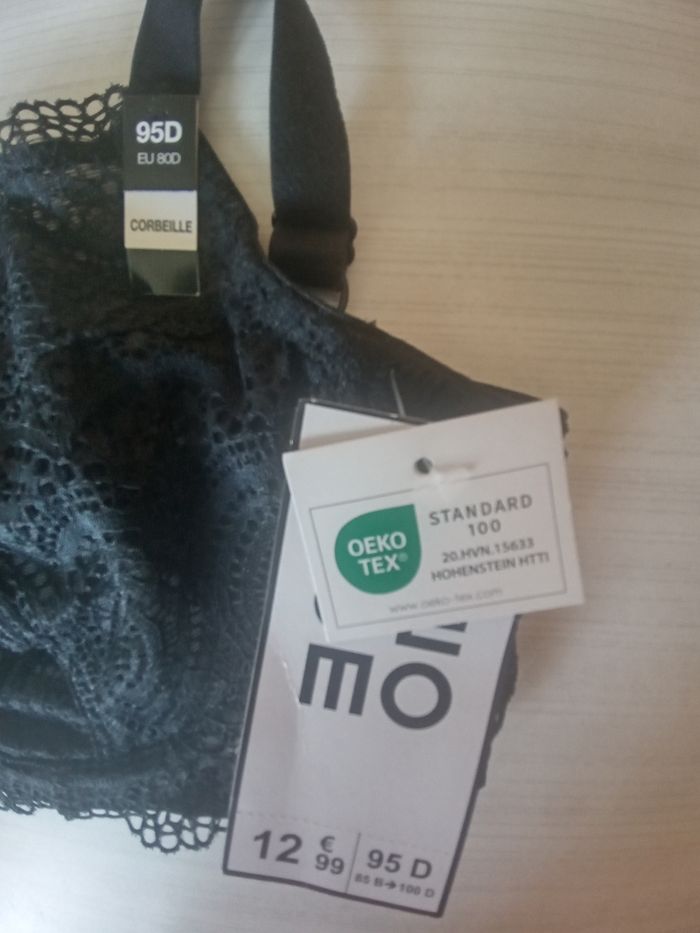 95D
EU 80D
CORBEILLE
OEKO
TEX®
STANDARD
100
20.HVN.15633
HOHENSTEIN HTTI
www.oeko-tex.com
12 €
99
95 D
85 B→100 D